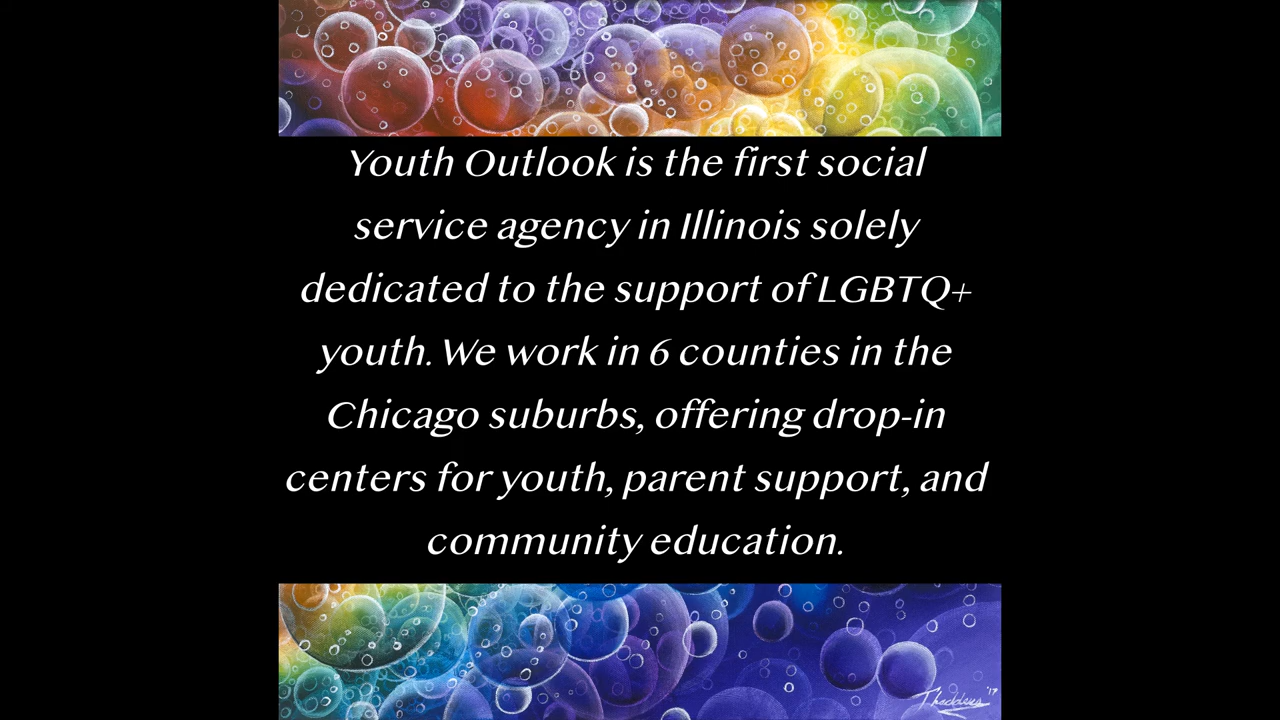 Youth Outlook is the first social
service agency in Illinois solely
dedicated to the support of LGBTQ+
youth. We work in 6 counties in the
Chicago suburbs, offering drop-in
centers for youth, parent support, and
community education.
Thaddeus '17